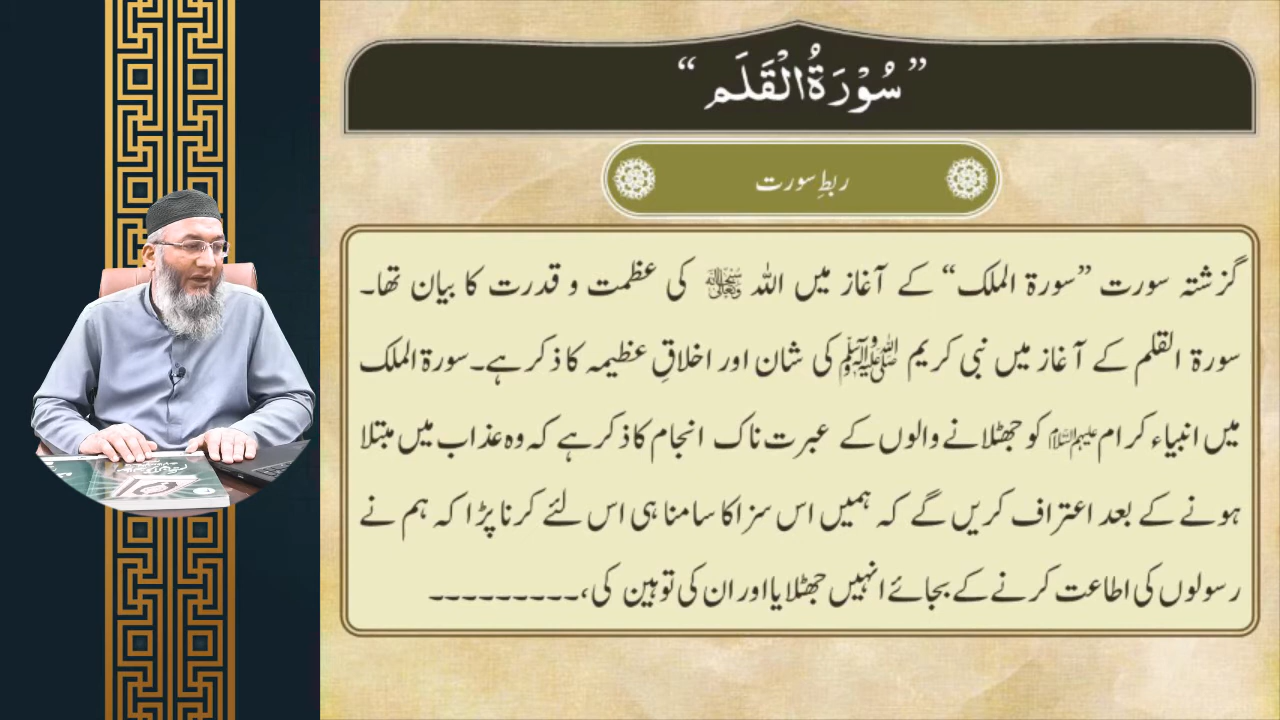 ”سُوْرَةُ الْقَلَم“
ربطِ سورت
گزشتہ سورت ”سورۃ الملک“ کے آغاز میں اللہ سبحانہ وتعالیٰ کی عظمت و قدرت کا بیان تھا۔
سورۃ القلم کے آغاز میں نبی کریم ﷺ کی شان اور اخلاقِ عظیمہ کا ذکر ہے۔ سورۃ الملک
میں انبیاء کرام علیہم السلام کو جھٹلانے والوں کے عبرت ناک انجام کا ذکر ہے کہ وہ عذاب میں مبتلا
ہونے کے بعد اعتراف کریں گے کہ ہمیں اس سزا کا سامنا ہی اس لئے کرنا پڑا کہ ہم نے
رسولوں کی اطاعت کرنے کے بجائے انہیں جھٹلایا اور ان کی توہین کی،۔۔۔۔۔۔۔۔۔